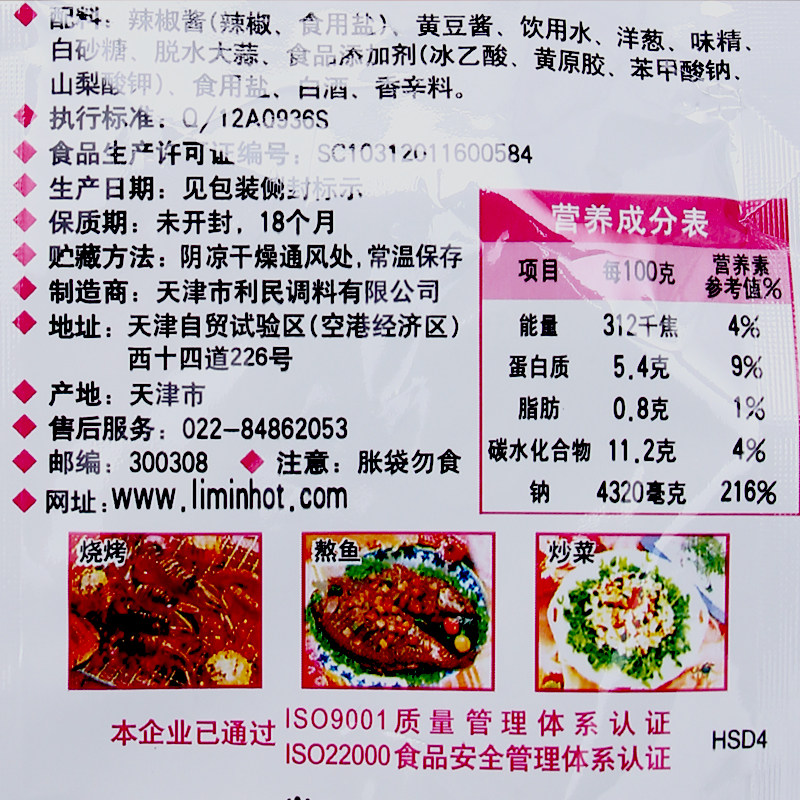 配料：辣椒酱(辣椒、食用盐)、黄豆酱、饮用水、洋葱、味精、
白砂糖、脱水大蒜、食品添加剂(冰乙酸、黄原胶、苯甲酸钠、
山梨酸钾)、食用盐、白酒、香辛料。
执行标准：Q/12A0936S
食品生产许可证编号：SC10312011600584
生产日期：见包装侧封标示
保质期：未开封，18个月
贮藏方法：阴凉干燥通风处,常温保存
制造商：天津市利民调料有限公司
地址：天津自贸试验区(空港经济区)
西十四道226号
产地：天津市
售后服务：022-84862053
邮编：300308 注意：胀袋勿食
网址:www.liminhot.com
营养成分表
项目 每100克 营养素参考值%
能量 312千焦 4%
蛋白质 5.4克 9%
脂肪 0.8克 1%
碳水化合物 11.2克 4%
钠 4320毫克 216%
烧烤 熬鱼 炒菜
本企业已通过
ISO9001质量管理体系认证
ISO22000食品安全管理体系认证
HSD4